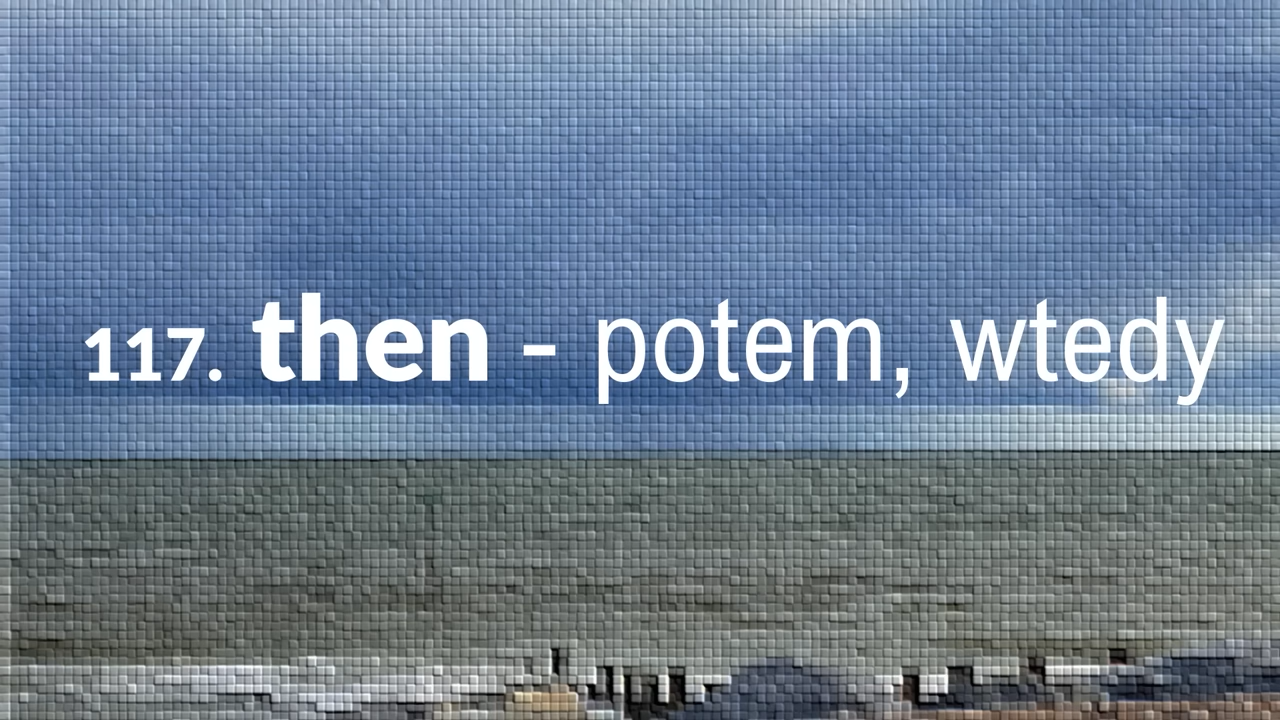 117. then - potem, wtedy